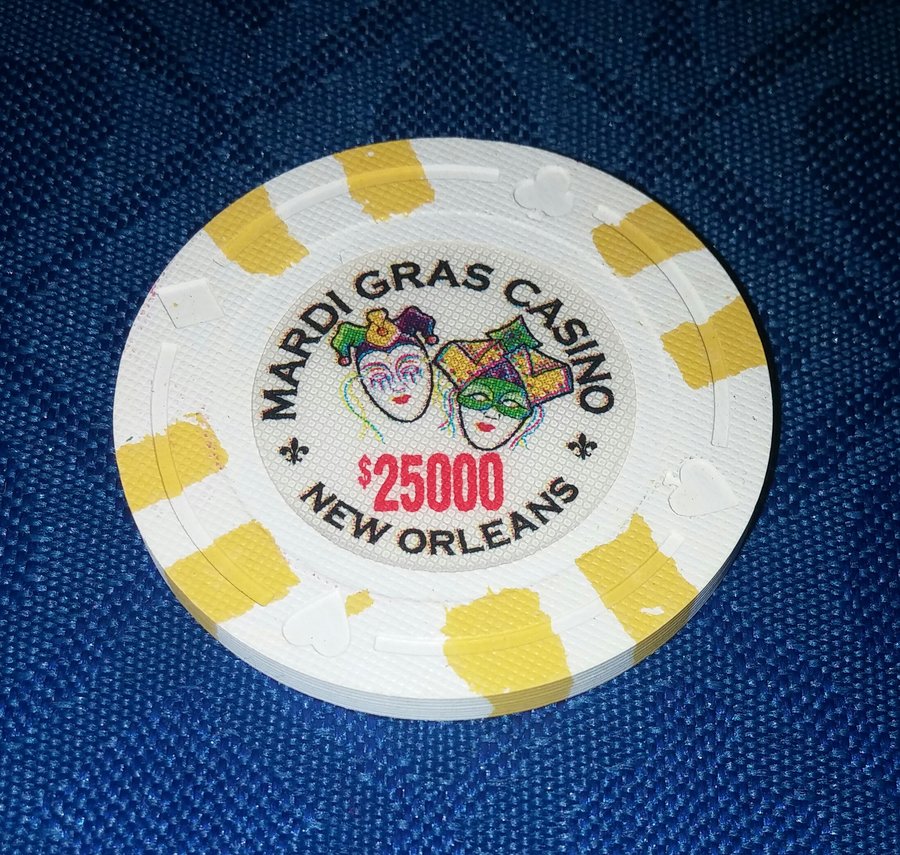 MARDI GRAS CASINO
$25000
NEW ORLEANS